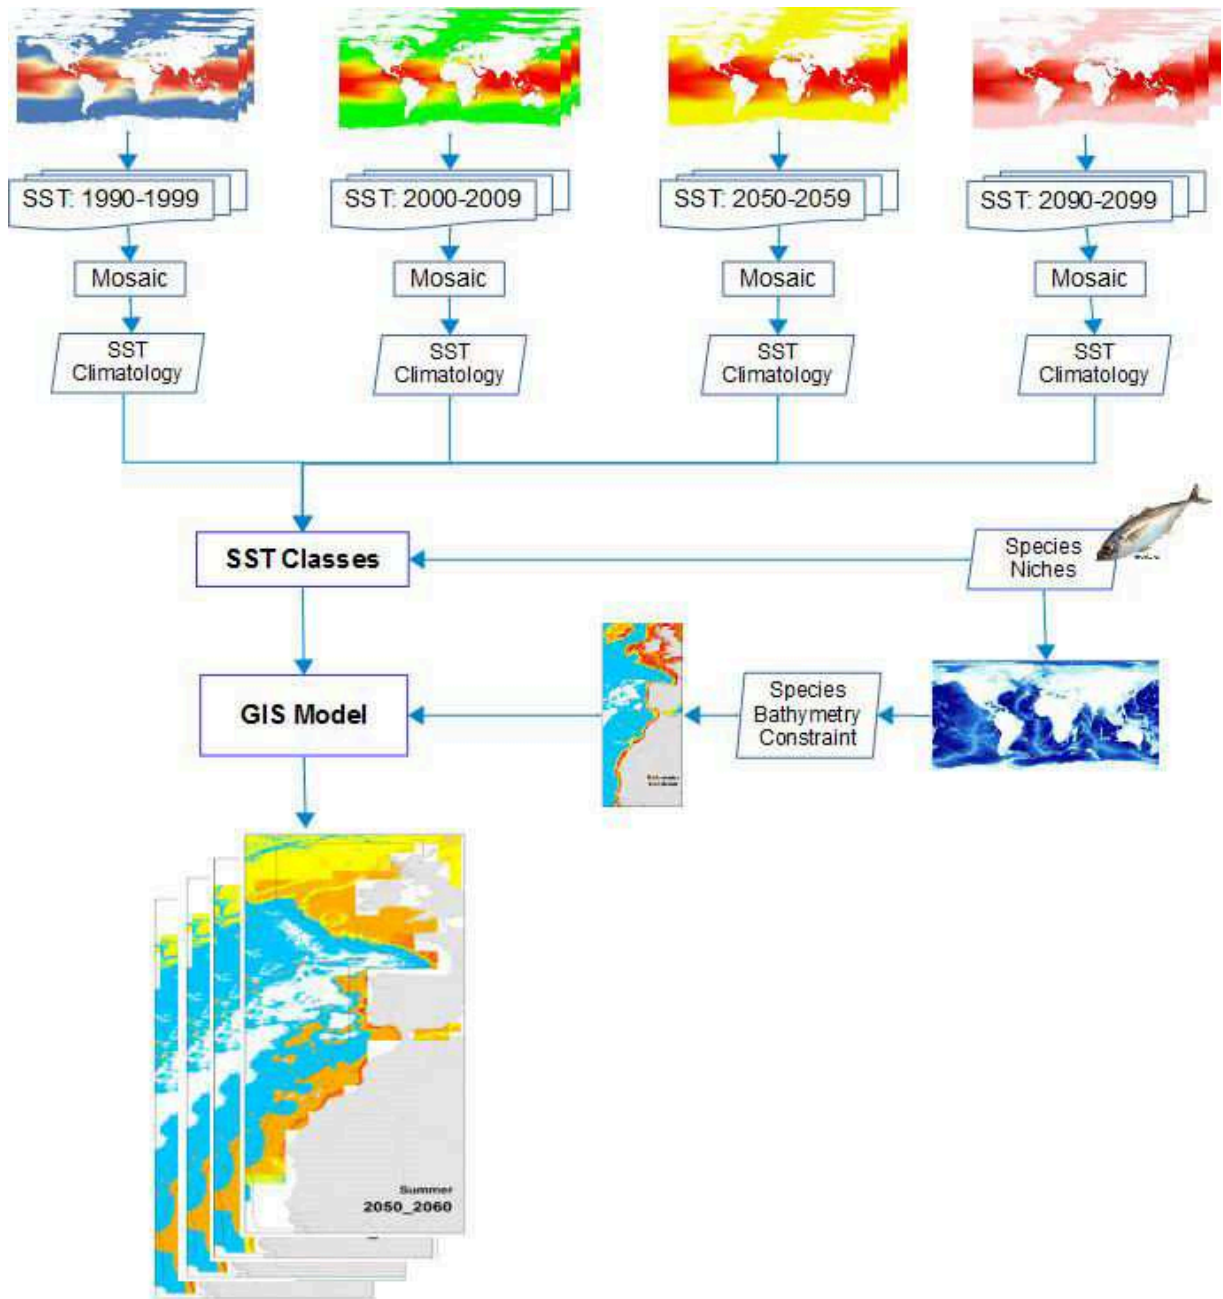 SST: 1990-1999
SST: 2000-2009
SST: 2050-2059
SST: 2090-2099
Mosaic
Mosaic
Mosaic
Mosaic
SST
Climatology
SST
Climatology
SST
Climatology
SST
Climatology
SST Classes
Species
Niches
GIS Model
Species
Bathymetry
Constraint
Summer
2050_2060